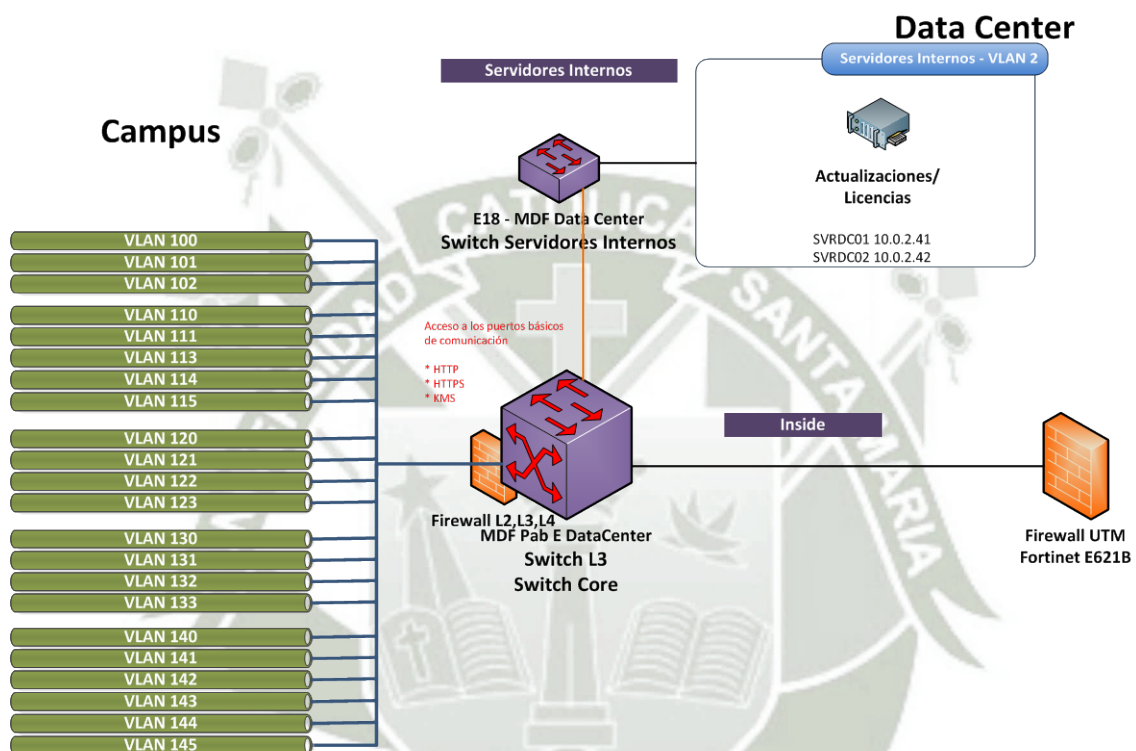 Data Center
Servidores Internos
Servidores Internos - VLAN 2
Campus
Actualizaciones/
Licencias
SVRDC01 10.0.2.41
SVRDC02 10.0.2.42
E18 - MDF Data Center
Switch Servidores Internos
VLAN 100
VLAN 101
VLAN 102
VLAN 110
VLAN 111
VLAN 113
VLAN 114
VLAN 115
VLAN 120
VLAN 121
VLAN 122
VLAN 123
VLAN 130
VLAN 131
VLAN 132
VLAN 133
VLAN 140
VLAN 141
VLAN 142
VLAN 143
VLAN 144
VLAN 145
Acceso a los puertos básicos
de comunicación
* HTTP
* HTTPS
* KMS
Inside
Firewall L2,L3,L4
MDF Pab E DataCenter
Switch L3
Switch Core
Firewall UTM
Fortinet E621B
CATOLICA
SANTA MARIA